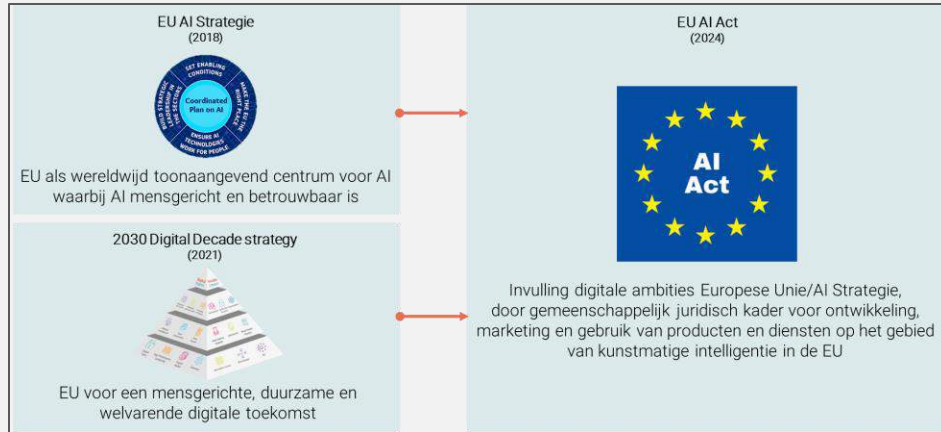 EU AI Strategie
(2018)
SET ENABLING
CONDITIONS
BUILD STRATEGIC
LEADERSHIP IN
THE SECTORS
Coordinated
Plan on AI
MAKE THE EU THE
RIGHT PLACE
ENSURE AI
TECHNOLOGIES
WORK FOR PEOPLE
EU als wereldwijd toonaangevend centrum voor AI
waarbij AI mensgericht en betrouwbaar is
2030 Digital Decade strategy
(2021)
EU voor een mensgerichte, duurzame en
welvarende digitale toekomst
EU AI Act
(2024)
AI
Act
Invulling digitale ambities Europese Unie/AI Strategie,
door gemeenschappelijk juridisch kader voor ontwikkeling,
marketing en gebruik van producten en diensten op het gebied
van kunstmatige intelligentie in de EU